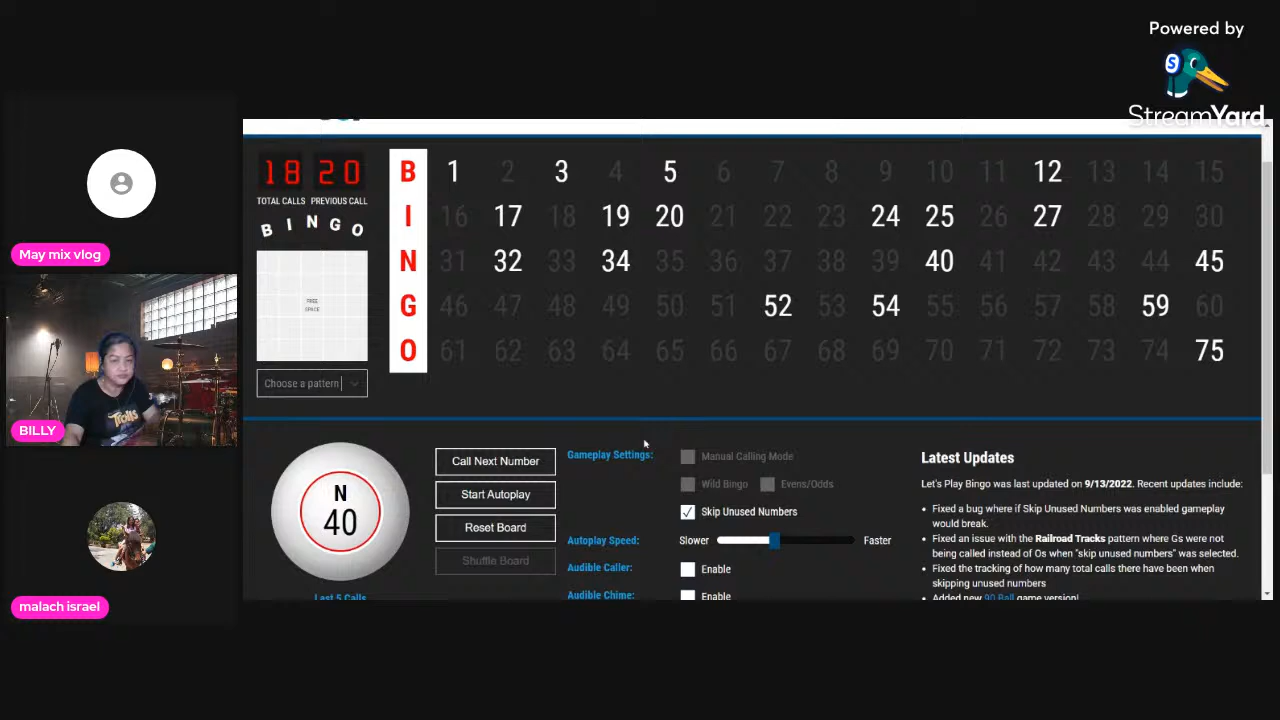 Powered by
StreamYard
May mix vlog
BILLY
malach israel
18 20
TOTAL CALLS PREVIOUS CALL
B I N G O
FREE
SPACE
Choose a pattern
B 1 2 3 4 5 6 7 8 9 10 11 12 13 14 15
I 16 17 18 19 20 21 22 23 24 25 26 27 28 29 30
N 31 32 33 34 35 36 37 38 39 40 41 42 43 44 45
G 46 47 48 49 50 51 52 53 54 55 56 57 58 59 60
O 61 62 63 64 65 66 67 68 69 70 71 72 73 74 75
N
40
Last 5 Calls
Call Next Number
Start Autoplay
Reset Board
Shuffle Board
Gameplay Settings:
Manual Calling Mode
Wild Bingo Evens/Odds
Skip Unused Numbers
Autoplay Speed: Slower Faster
Audible Caller: Enable
Audible Chime: Enable
Latest Updates
Let's Play Bingo was last updated on 9/13/2022. Recent updates include:
• Fixed a bug where if Skip Unused Numbers was enabled gameplay
would break.
• Fixed an issue with the Railroad Tracks pattern where Gs were not
being called instead of Os when "skip unused numbers" was selected.
• Fixed the tracking of how many total calls there have been when
skipping unused numbers
• Added new 90 Ball game version!